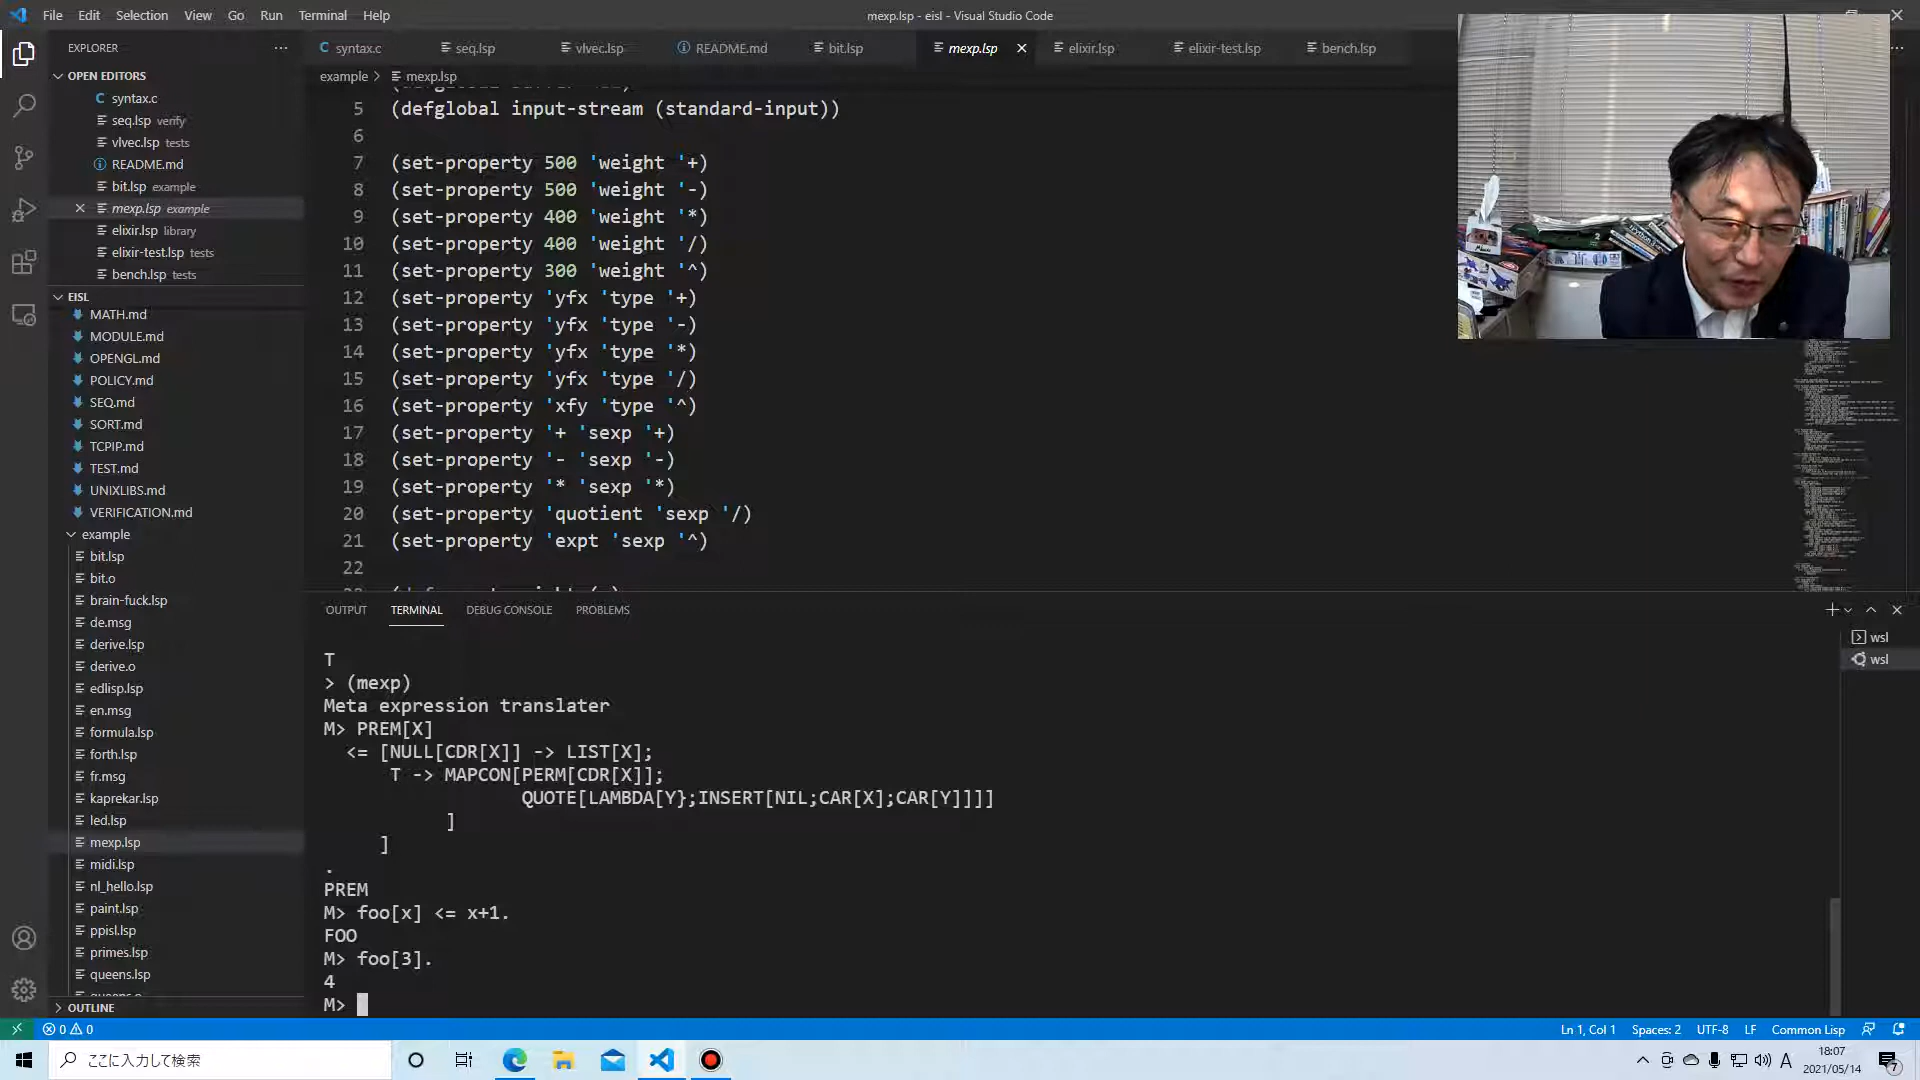 File Edit Selection View Go Run Terminal Help
mexp.lsp - eisl - Visual Studio Code
EXPLORER
OPEN EDITORS
syntax.c
seq.lsp verify
vlvec.lsp tests
README.md
bit.lsp example
mexp.lsp example
elixir.lsp library
elixir-test.lsp tests
bench.lsp tests
EISL
MATH.md
MODULE.md
OPENGL.md
POLICY.md
SEQ.md
SORT.md
TCPIP.md
TEST.md
UNIXLIBS.md
VERIFICATION.md
example
bit.lsp
bit.o
brain-fuck.lsp
de.msg
derive.lsp
derive.o
edlisp.lsp
en.msg
formula.lsp
forth.lsp
fr.msg
kaprekar.lsp
led.lsp
mexp.lsp
midi.lsp
nl_hello.lsp
paint.lsp
ppisl.lsp
primes.lsp
queens.lsp
OUTLINE
syntax.c seq.lsp vlvec.lsp README.md bit.lsp mexp.lsp elixir.lsp elixir-test.lsp bench.lsp
example > mexp.lsp
5 (defglobal input-stream (standard-input))
6
7 (set-property 500 'weight '+)
8 (set-property 500 'weight '-)
9 (set-property 400 'weight '*)
10 (set-property 400 'weight '/)
11 (set-property 300 'weight '^)
12 (set-property 'yfx 'type '+)
13 (set-property 'yfx 'type '-)
14 (set-property 'yfx 'type '*)
15 (set-property 'yfx 'type '/)
16 (set-property 'xfy 'type '^)
17 (set-property '+ 'sexp '+)
18 (set-property '- 'sexp '-)
19 (set-property '* 'sexp '*)
20 (set-property 'quotient 'sexp '/)
21 (set-property 'expt 'sexp '^)
22
OUTPUT TERMINAL DEBUG CONSOLE PROBLEMS
wsl
wsl
T
> (mexp)
Meta expression translater
M> PREM[X]
<= [NULL[CDR[X]] -> LIST[X];
T -> MAPCON[PERM[CDR[X]];
QUOTE[LAMBDA[Y};INSERT[NIL;CAR[X];CAR[Y]]]]
]
]
.
PREM
M> foo[x] <= x+1.
FOO
M> foo[3].
4
M>
0 0
Ln 1, Col 1 Spaces: 2 UTF-8 LF Common Lisp
ここに入力して検索
A
18:07
2021/05/14
7